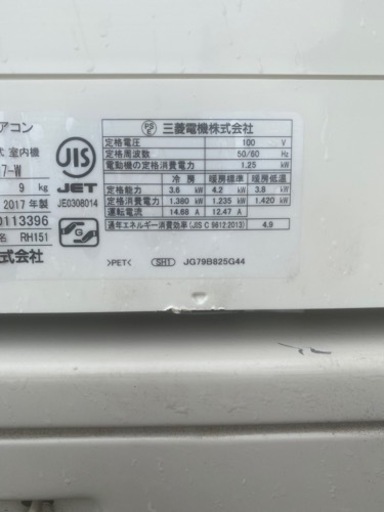 アコン
式 室内機
7-W
9 kg
2017 年製
0113396
名 RH151
式会社
JIS
JET
JE0308014
PS E 三菱電機株式会社
定格電圧 100 V
定格周波数 50/60 Hz
電動機の定格消費電力 1.25 kW
冷房 暖房標準 暖房低温
定格能力 3.6 kW 4.2 kW 3.8 kW
定格消費電力 1.380 kW 1.235 kW 1.420 kW
運転電流 14.68 A 12.47 A
通年エネルギー消費効率(JIS C 9612:2013) 4.9
>PET< SH1 JG79B825G44